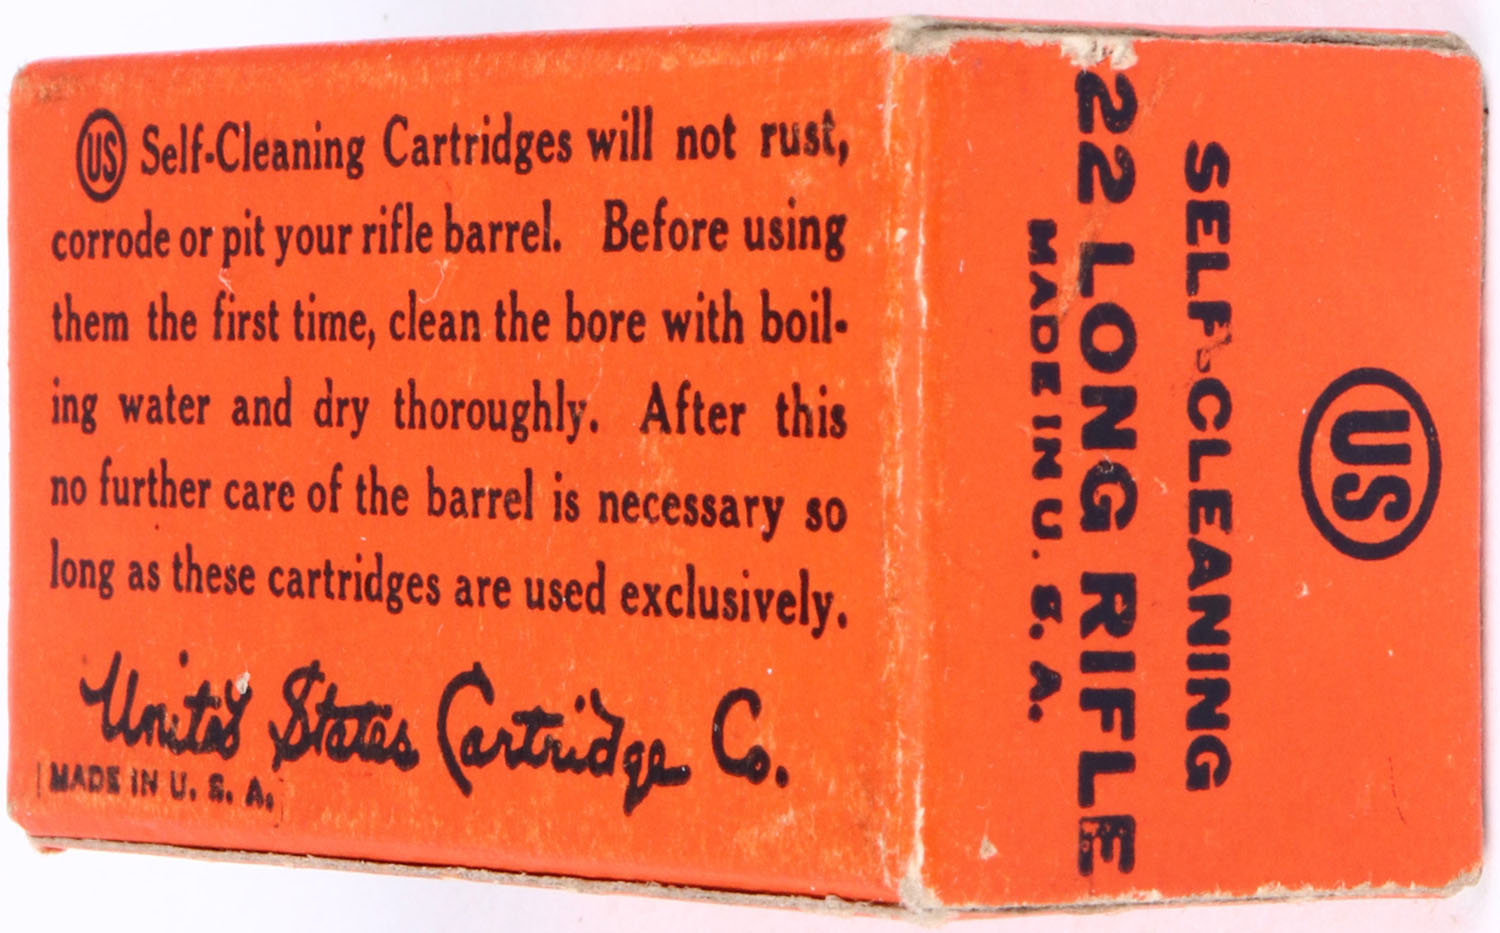 US Self-Cleaning Cartridges will not rust,
corrode or pit your rifle barrel. Before using
them the first time, clean the bore with boil-
ing water and dry thoroughly. After this
no further care of the barrel is necessary so
long as these cartridges are used exclusively.
United States Cartridge Co.
MADE IN U. S. A.
US
SELF-CLEANING
22 LONG RIFLE
MADE IN U. S. A.